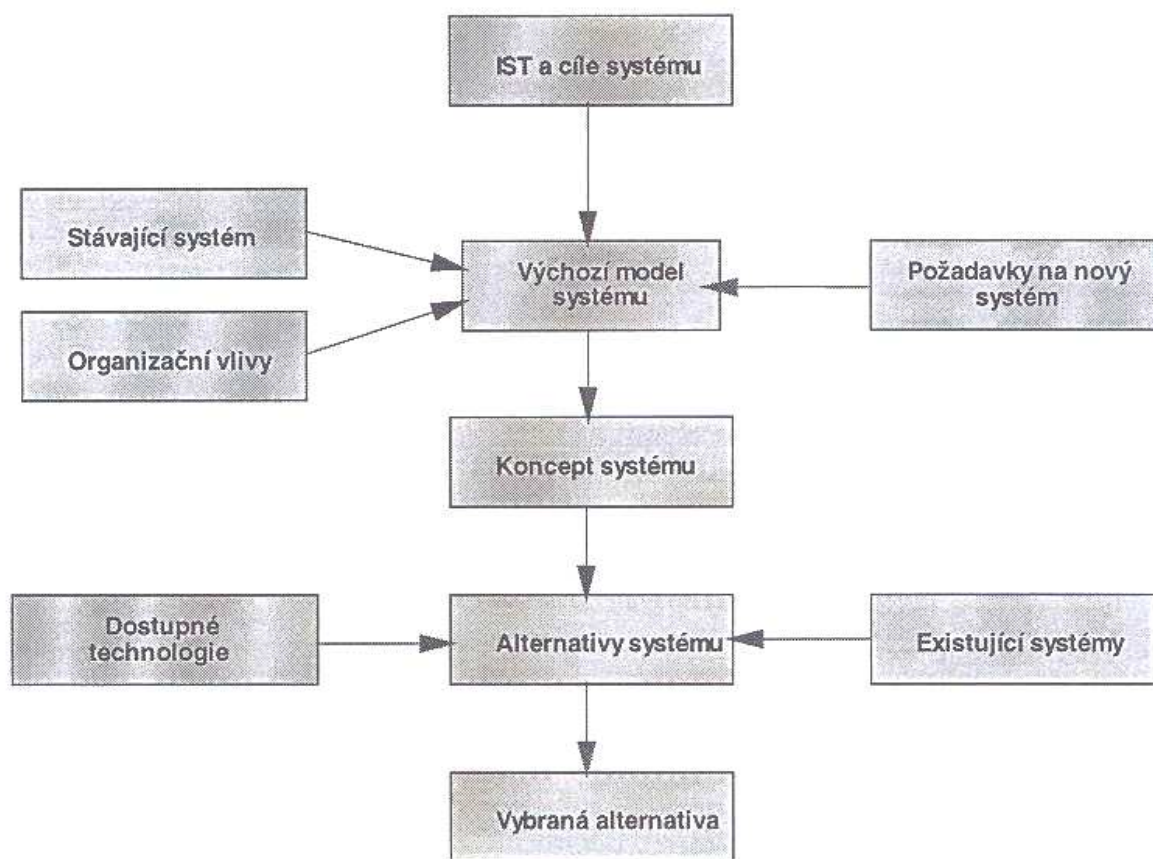 IST a cíle systému
Stávající systém
Výchozí model
systému
Požadavky na nový
systém
Organizační vlivy
Koncept systému
Dostupné
technologie
Alternativy systému
Existující systémy
Vybraná alternativa